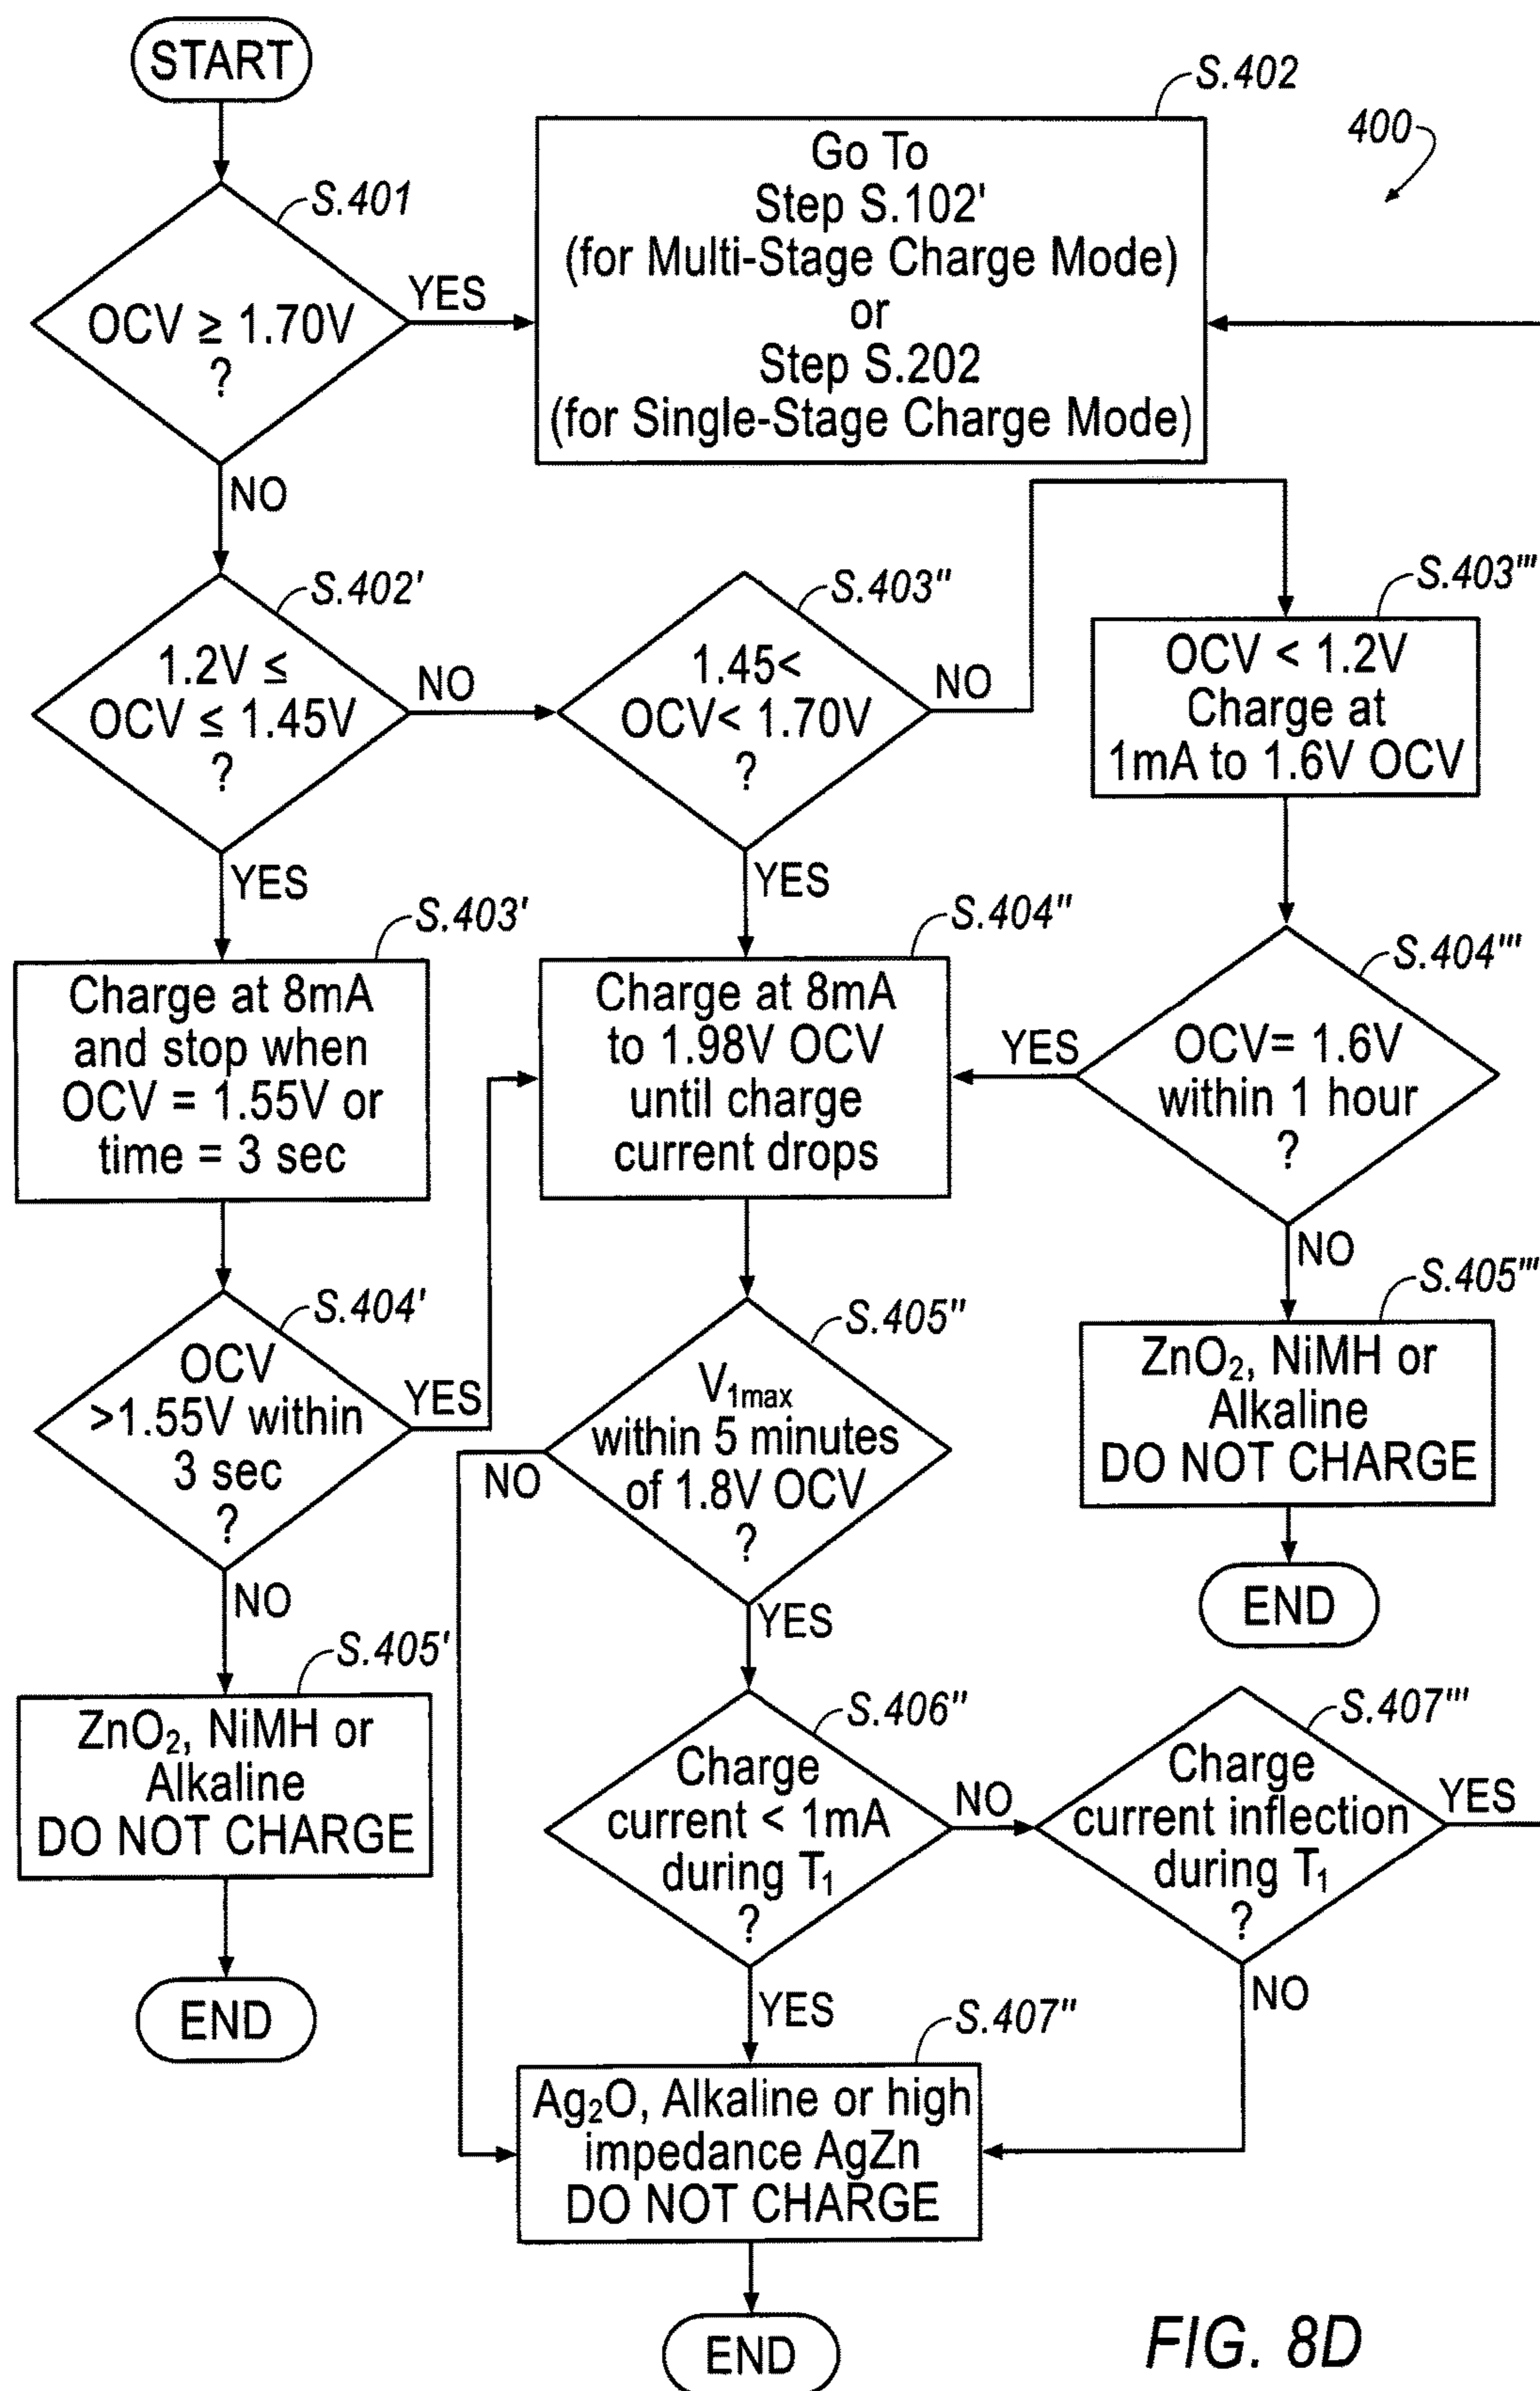 START
S.401
OCV ≥ 1.70V
?
YES
NO
S.402
Go To
Step S.102'
(for Multi-Stage Charge Mode)
or
Step S.202
(for Single-Stage Charge Mode)
400
S.402'
1.2V ≤
OCV ≤ 1.45V
?
NO
YES
S.403"
1.45<
OCV< 1.70V
?
NO
YES
S.403'''
OCV < 1.2V
Charge at
1mA to 1.6V OCV
S.403'
Charge at 8mA
and stop when
OCV = 1.55V or
time = 3 sec
S.404"
Charge at 8mA
to 1.98V OCV
until charge
current drops
S.404'''
OCV= 1.6V
within 1 hour
?
YES
NO
S.404'
OCV
>1.55V within
3 sec
?
YES
NO
S.405"
V₁ₘₐₓ
within 5 minutes
of 1.8V OCV
?
NO
YES
S.405'''
ZnO₂, NiMH or
Alkaline
DO NOT CHARGE
END
S.405'
ZnO₂, NiMH or
Alkaline
DO NOT CHARGE
END
S.406"
Charge
current < 1mA
during T₁
?
NO
YES
S.407'''
Charge
current inflection
during T₁
?
YES
NO
S.407"
Ag₂O, Alkaline or high
impedance AgZn
DO NOT CHARGE
END
FIG. 8D